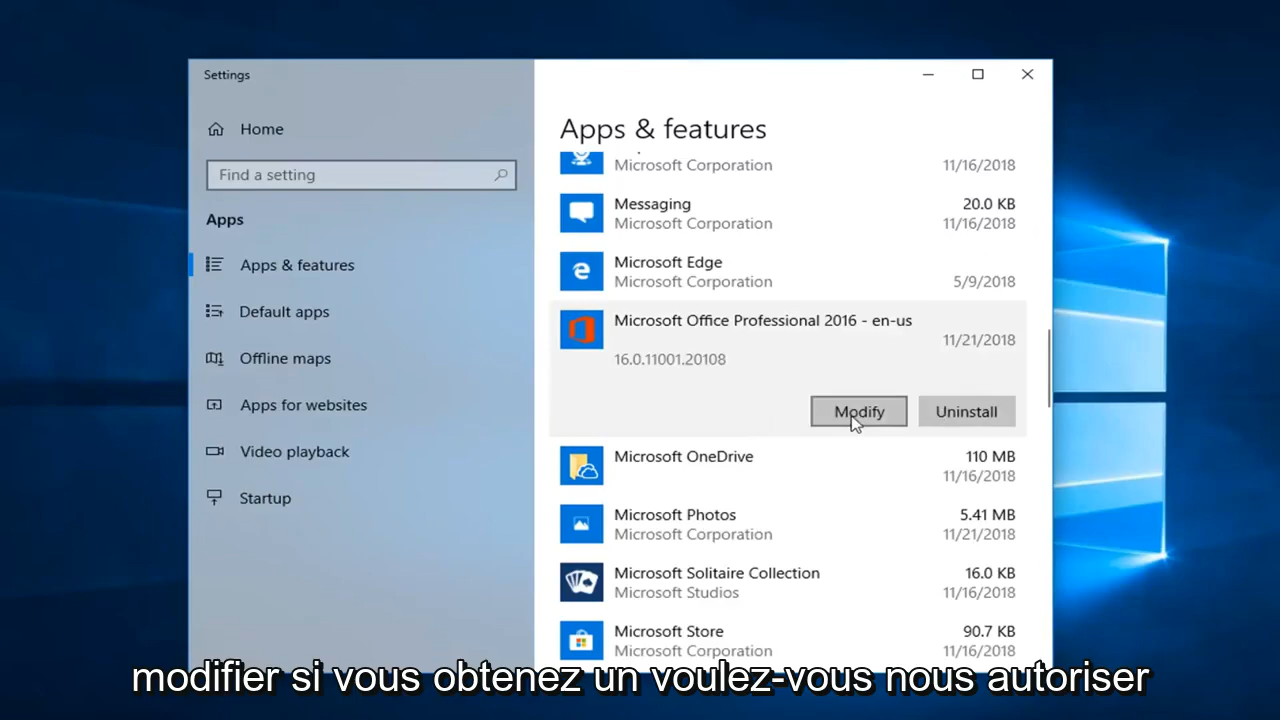 Settings
Home
Find a setting
Apps
Apps & features
Default apps
Offline maps
Apps for websites
Video playback
Startup
Apps & features
Microsoft Corporation 11/16/2018
Messaging 20.0 KB
Microsoft Corporation 11/16/2018
Microsoft Edge
Microsoft Corporation 5/9/2018
Microsoft Office Professional 2016 - en-us
11/21/2018
16.0.11001.20108
Modify Uninstall
Microsoft OneDrive 110 MB
11/16/2018
Microsoft Photos 5.41 MB
Microsoft Corporation 11/21/2018
Microsoft Solitaire Collection 16.0 KB
Microsoft Studios 11/16/2018
Microsoft Store 90.7 KB
Microsoft Corporation 11/16/2018
modifier si vous obtenez un voulez-vous nous autoriser